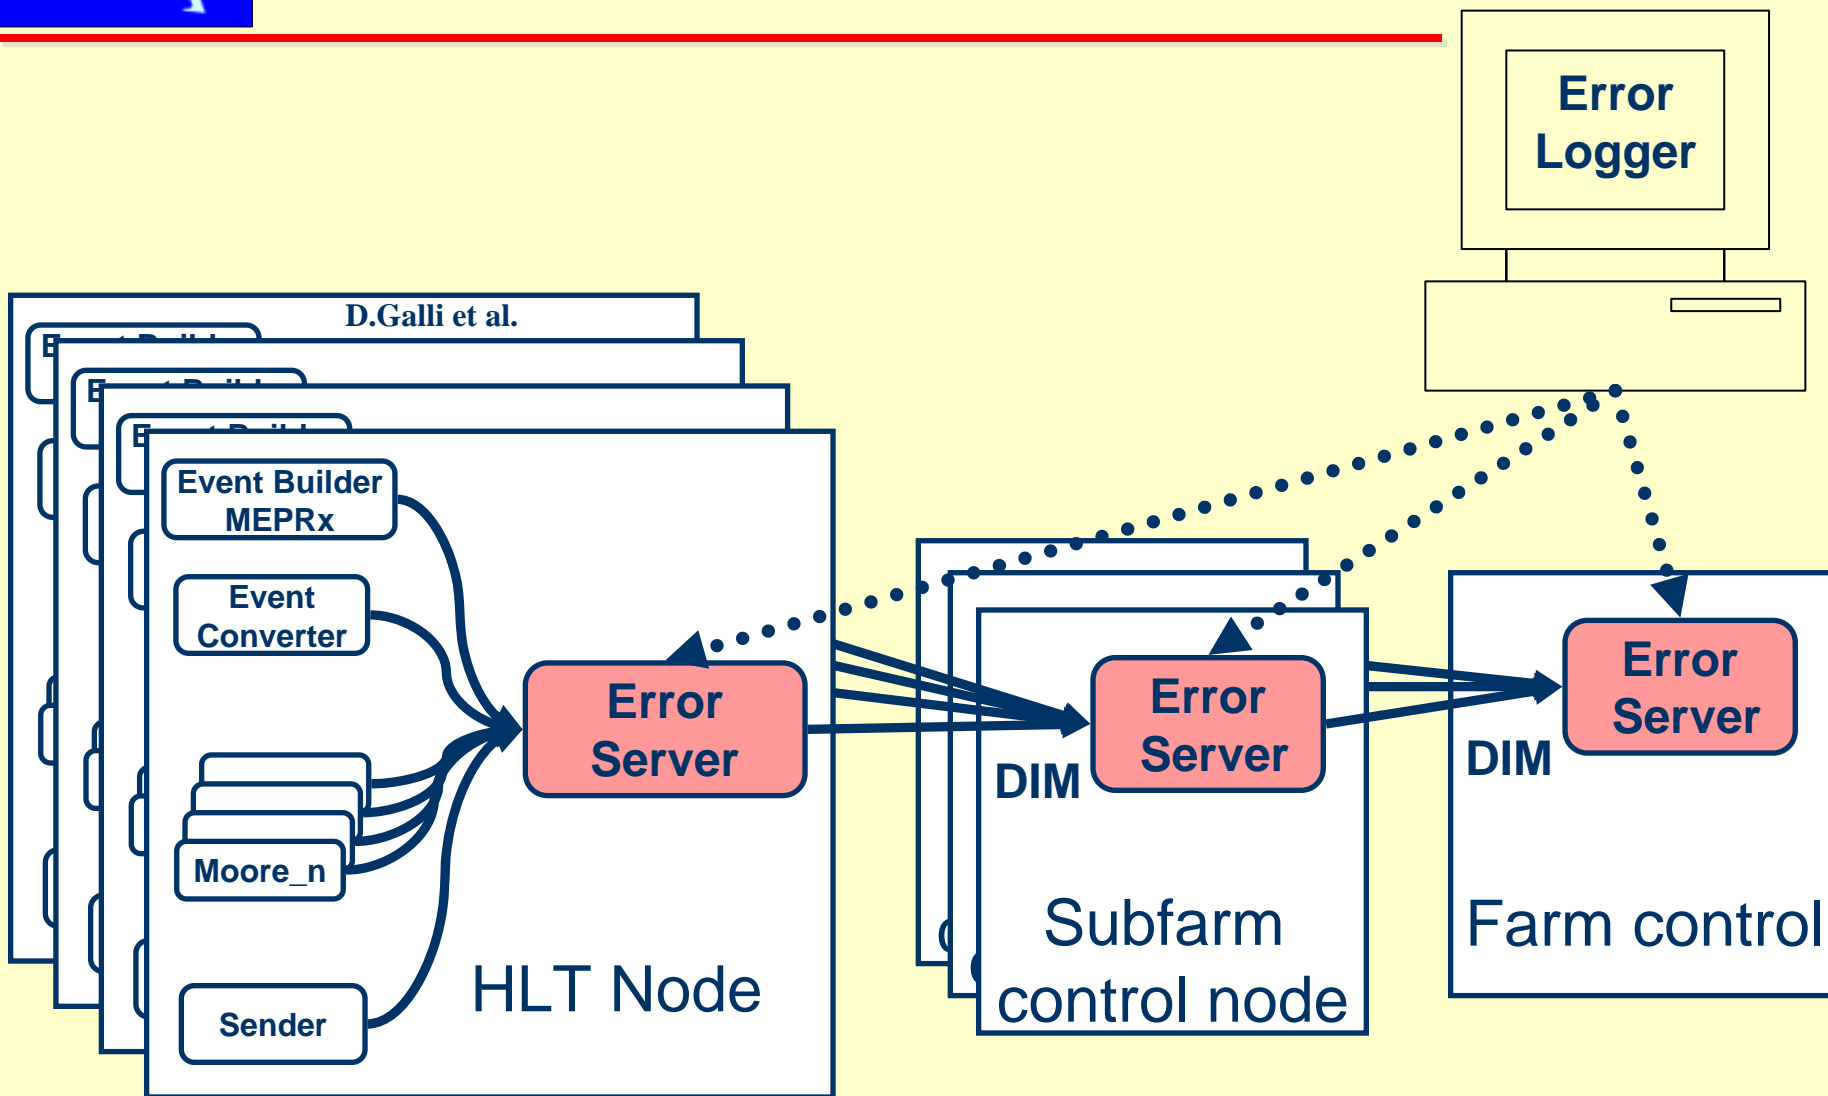 Error
Logger
D.Galli et al.
Event Builder
MEPRx
Event
Converter
Moore_n
Sender
Error
Server
HLT Node
Error
Server
DIM
Subfarm
control node
Error
Server
DIM
Farm control